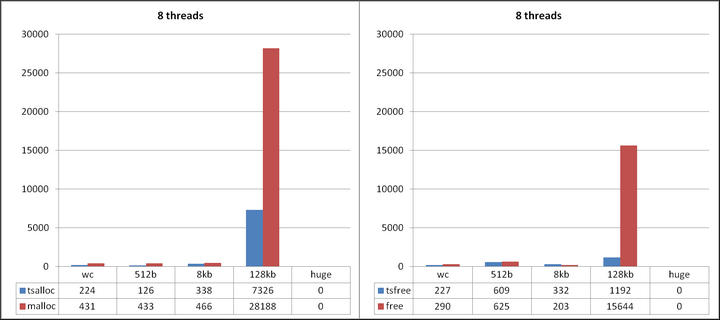 8 threads
30000
25000
20000
15000
10000
5000
0
wc 512b 8kb 128kb huge
tsalloc 224 126 338 7326 0
malloc 431 433 466 28188 0
8 threads
30000
25000
20000
15000
10000
5000
0
wc 512b 8kb 128kb huge
tsfree 227 609 332 1192 0
free 290 625 203 15644 0